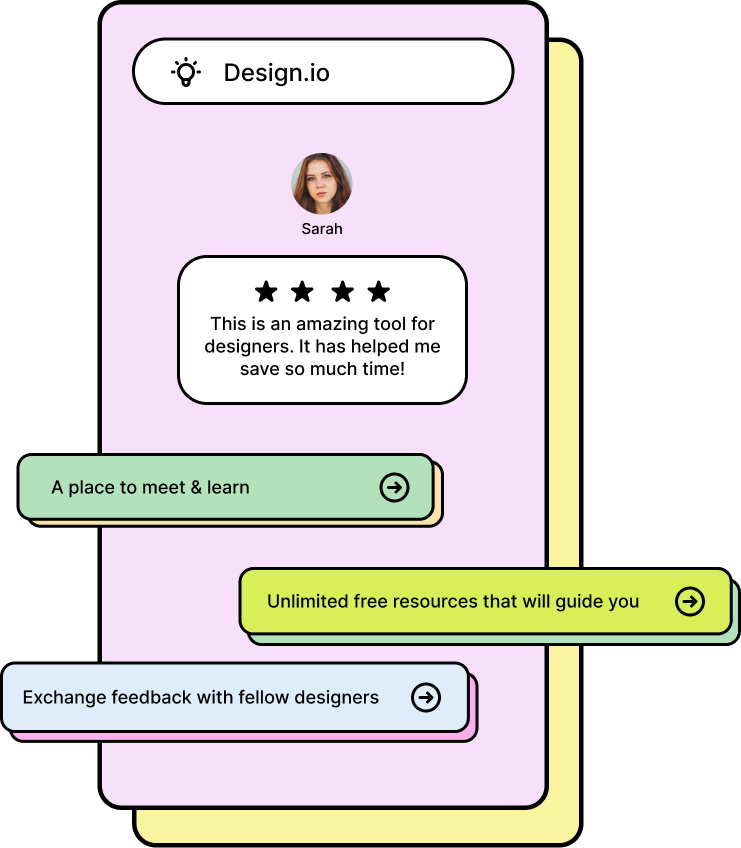 Design.io
Sarah
This is an amazing tool for
designers. It has helped me
save so much time!
A place to meet & learn
Unlimited free resources that will guide you
Exchange feedback with fellow designers